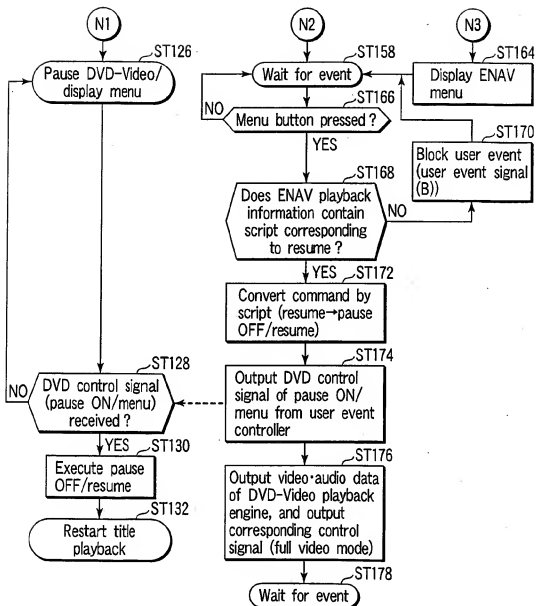 N1
ST126
Pause DVD-Video/
display menu
NO
ST128
DVD control signal
(pause ON/menu)
received?
YES
ST130
Execute pause
OFF/resume
ST132
Restart title
playback
N2
ST158
Wait for event
ST166
NO
Menu button pressed?
YES
ST168
Does ENAV playback
information contain
script corresponding
to resume?
NO
YES
ST172
Convert command by
script (resume→pause
OFF/resume)
ST174
Output DVD control
signal of pause ON/
menu from user event
controller
ST176
Output video·audio data
of DVD-Video playback
engine, and output
corresponding control
signal (full video mode)
ST178
Wait for event
N3
ST164
Display ENAV
menu
ST170
Block user event
(user event signal
(B))